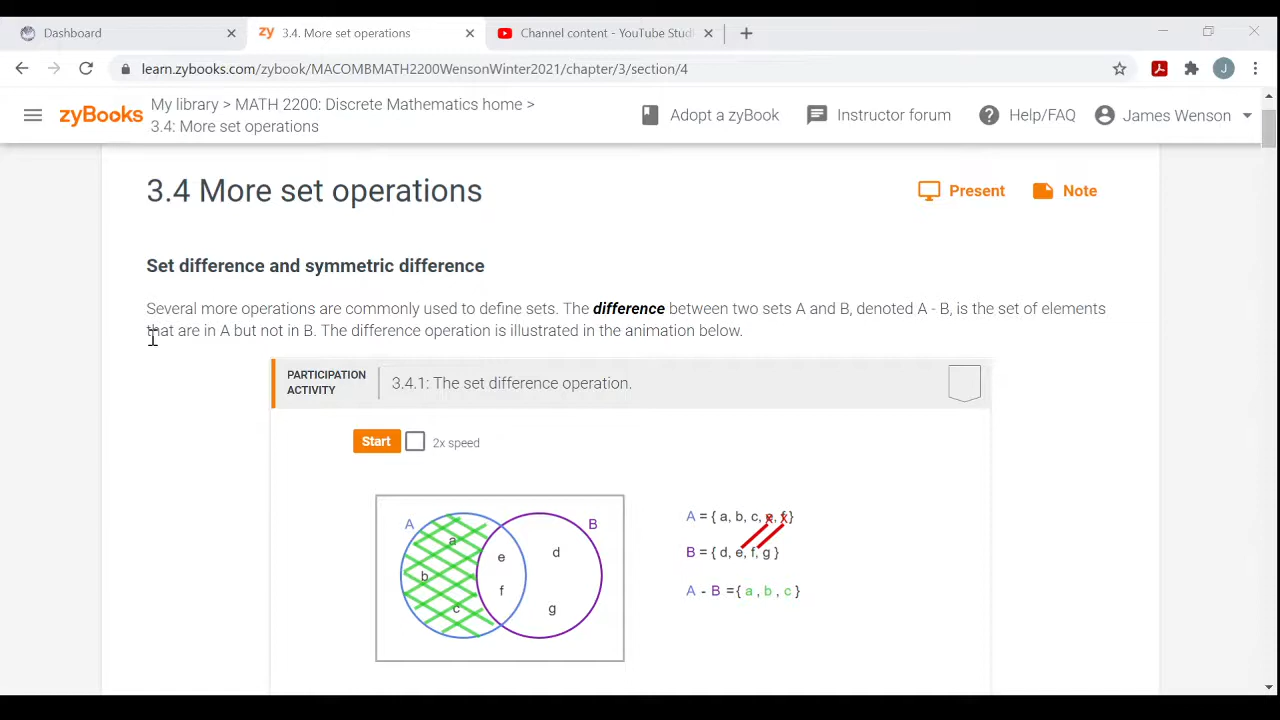 Dashboard
3.4. More set operations
Channel content - YouTube Stud
learn.zybooks.com/zybook/MACOMBMATH2200WensonWinter2021/chapter/3/section/4
J
zyBooks
My library > MATH 2200: Discrete Mathematics home >
3.4: More set operations
Adopt a zyBook
Instructor forum
Help/FAQ
James Wenson
3.4 More set operations
Present
Note
Set difference and symmetric difference
Several more operations are commonly used to define sets. The difference between two sets A and B, denoted A - B, is the set of elements
that are in A but not in B. The difference operation is illustrated in the animation below.
PARTICIPATION
ACTIVITY
3.4.1: The set difference operation.
Start
2x speed
A
B
a
b
c
e
f
d
g
A = { a, b, c, e, f }
B = { d, e, f, g }
A - B = { a , b , c }